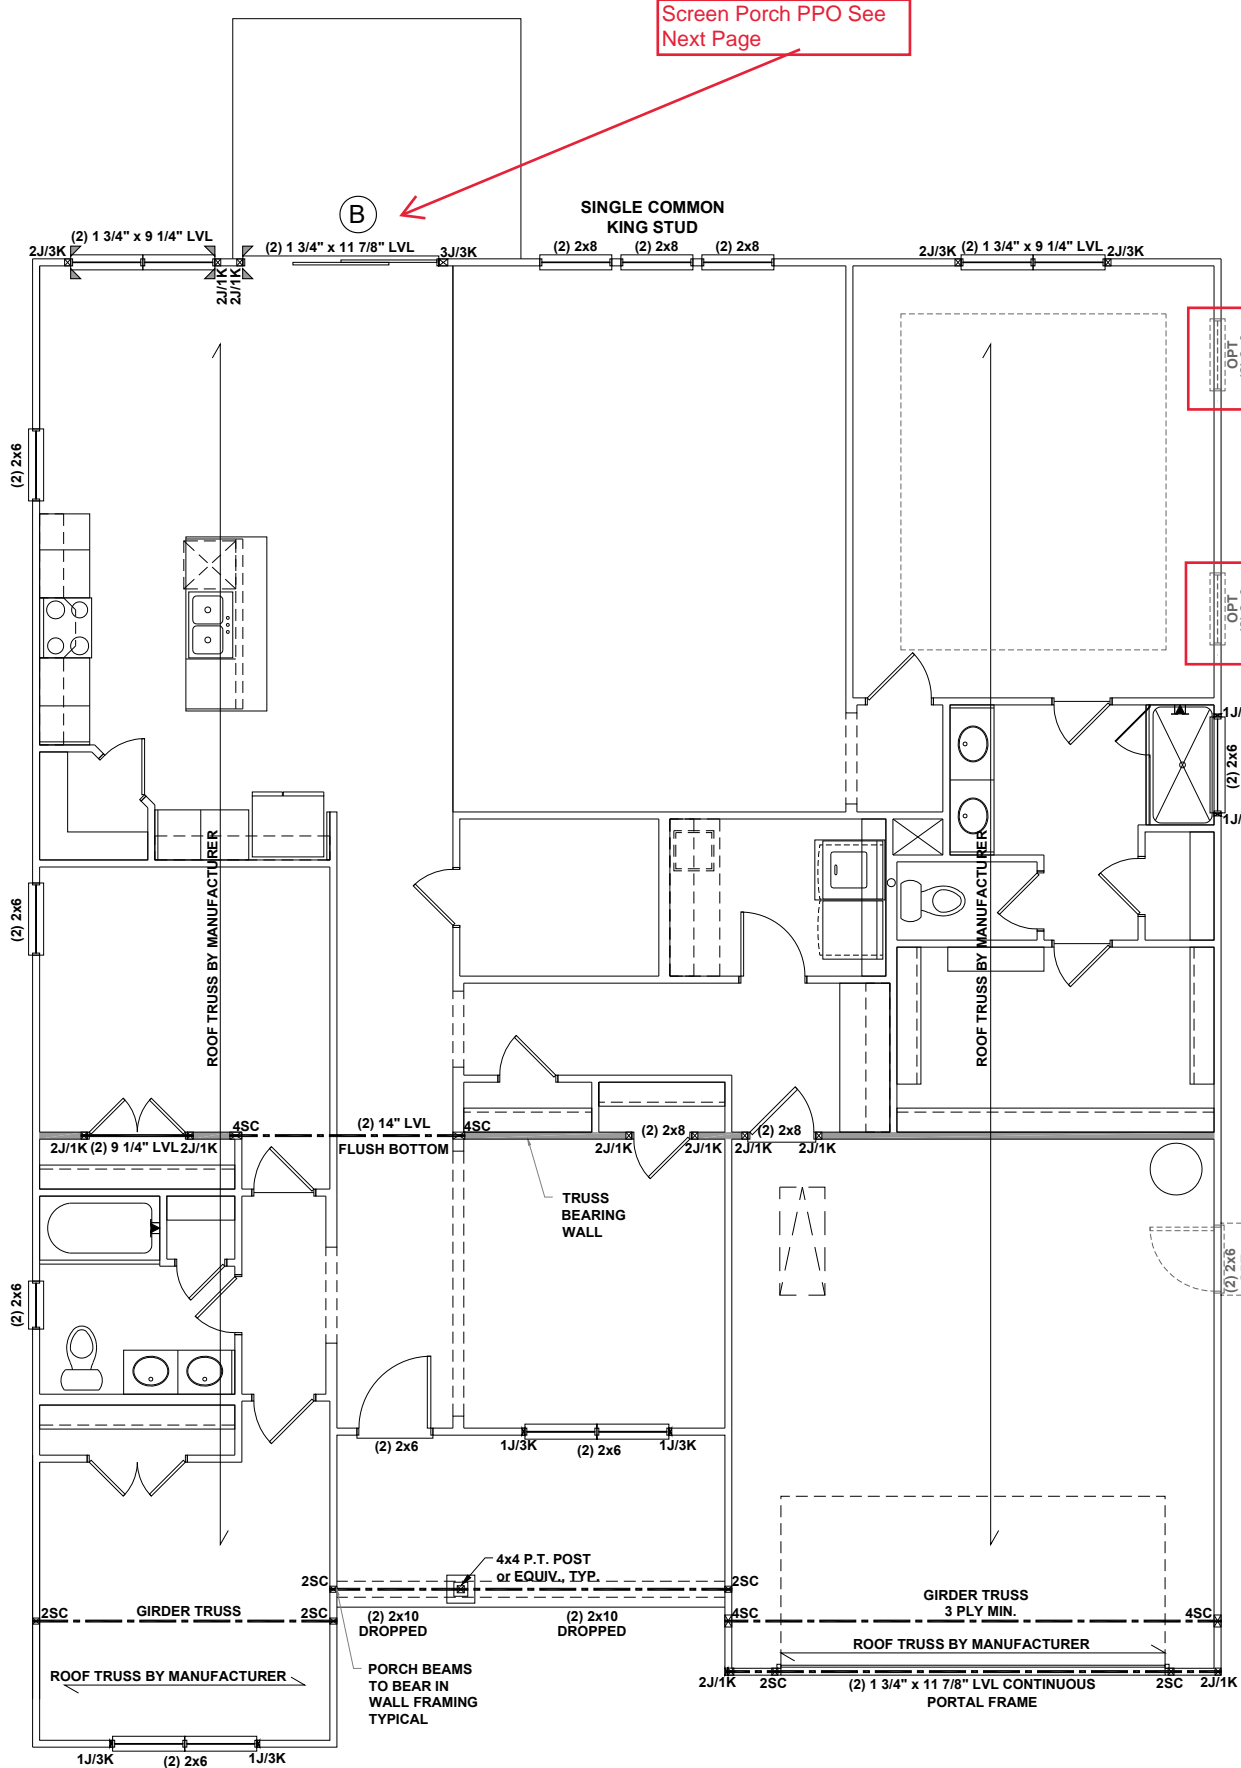 Screen Porch PPO See
Next Page
B
SINGLE COMMON
KING STUD
2J/3K
(2) 1 3/4" x 9 1/4" LVL
2J/1K
2J/1K
(2) 1 3/4" x 11 7/8" LVL
3J/3K
(2) 2x8
(2) 2x8
(2) 2x8
2J/3K
(2) 1 3/4" x 9 1/4" LVL
2J/3K
OPT
(2) 2x6
OPT
1J/
(2) 2x6
1J/
ROOF TRUSS BY MANUFACTURER
ROOF TRUSS BY MANUFACTURER
(2) 2x6
2J/1K
(2) 9 1/4" LVL
2J/1K
4SC
(2) 14" LVL
FLUSH BOTTOM
4SC
2J/1K
(2) 2x8
2J/1K
2J/1K
(2) 2x8
2J/1K
TRUSS
BEARING
WALL
(2) 2x6
(2) 2x6
(2) 2x6
1J/3K
(2) 2x6
1J/3K
4x4 P.T. POST
or EQUIV., TYP.
2SC
2SC
(2) 2x10
DROPPED
(2) 2x10
DROPPED
2SC
GIRDER TRUSS
2SC
4SC
GIRDER TRUSS
3 PLY MIN.
4SC
ROOF TRUSS BY MANUFACTURER
ROOF TRUSS BY MANUFACTURER
PORCH BEAMS
TO BEAR IN
WALL FRAMING
TYPICAL
2J/1K
2SC
(2) 1 3/4" x 11 7/8" LVL CONTINUOUS
PORTAL FRAME
2SC
2J/1K
1J/3K
(2) 2x6
1J/3K